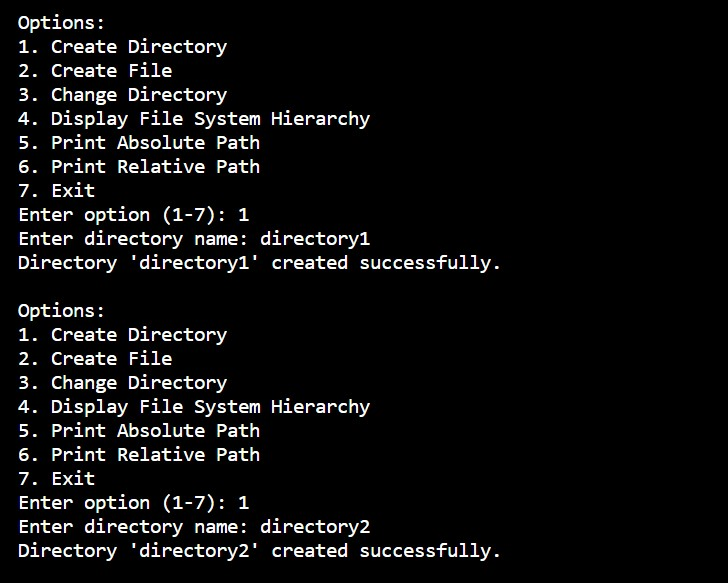 Options:
1. Create Directory
2. Create File
3. Change Directory
4. Display File System Hierarchy
5. Print Absolute Path
6. Print Relative Path
7. Exit
Enter option (1-7): 1
Enter directory name: directory1
Directory 'directory1' created successfully.

Options:
1. Create Directory
2. Create File
3. Change Directory
4. Display File System Hierarchy
5. Print Absolute Path
6. Print Relative Path
7. Exit
Enter option (1-7): 1
Enter directory name: directory2
Directory 'directory2' created successfully.